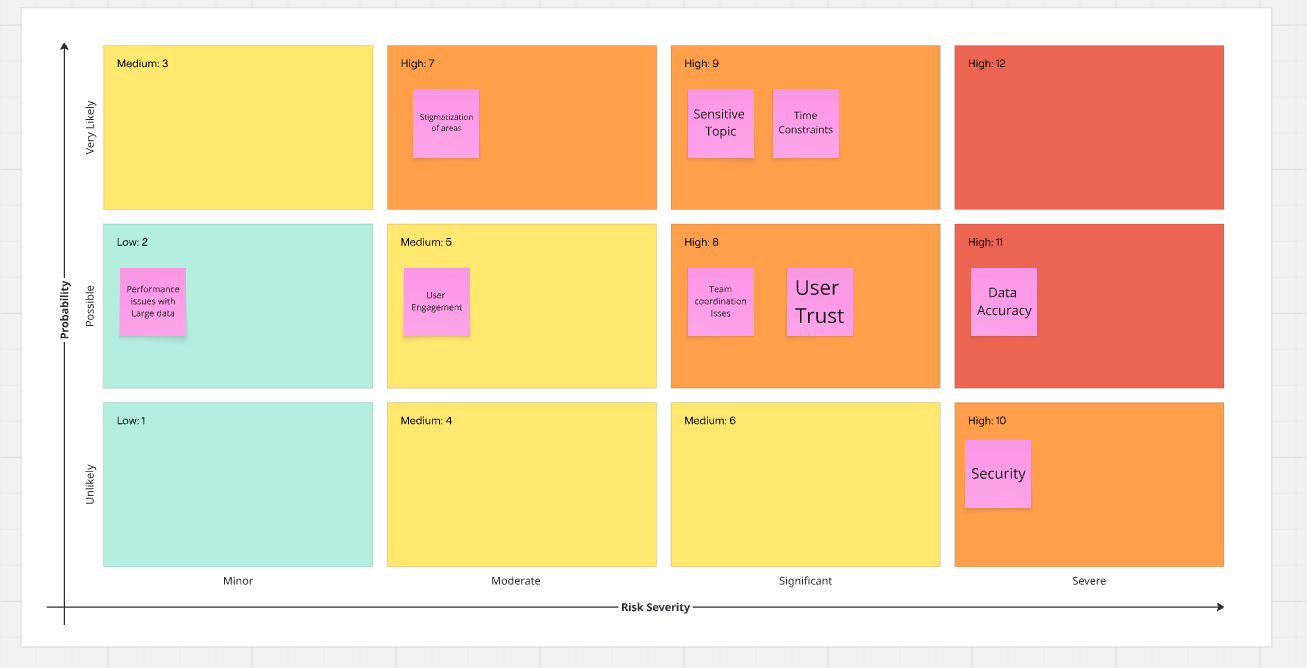 Medium: 3
High: 7
High: 9
High: 12
Stigmatization
of areas
Sensitive
Topic
Time
Constraints
Very Likely
Low: 2
Medium: 5
High: 8
High: 11
Performance
issues with
Large data
User
Engagement
Team
coordination
Isses
User
Trust
Data
Accuracy
Possible
Probability
Low: 1
Medium: 4
Medium: 6
High: 10
Security
Unlikely
Minor
Moderate
Significant
Severe
Risk Severity